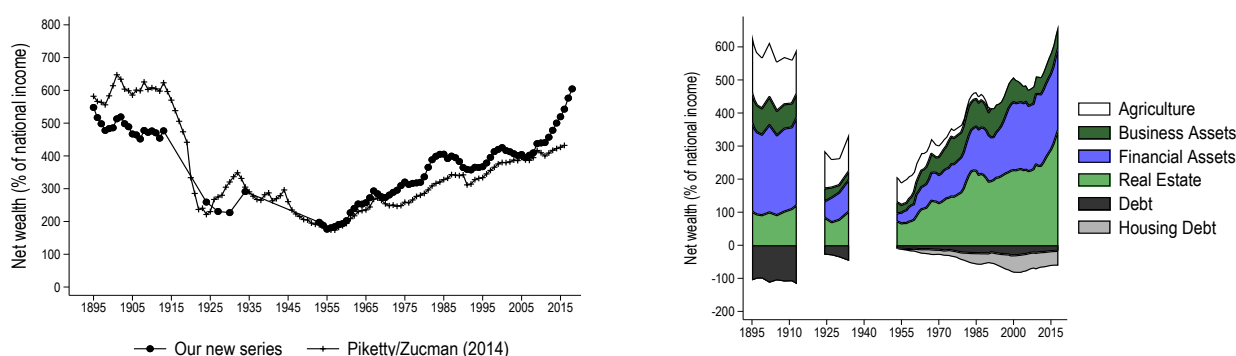 Net wealth (% of national income)
800
700
600
500
400
300
200
100
0
1895 1905 1915 1925 1935 1945 1955 1965 1975 1985 1995 2005 2015
Our new series
Piketty/Zucman (2014)
Net wealth (% of national income)
600
500
400
300
200
100
0
-100
-200
1895 1910 1925 1940 1955 1970 1985 2000 2015
Agriculture
Business Assets
Financial Assets
Real Estate
Debt
Housing Debt